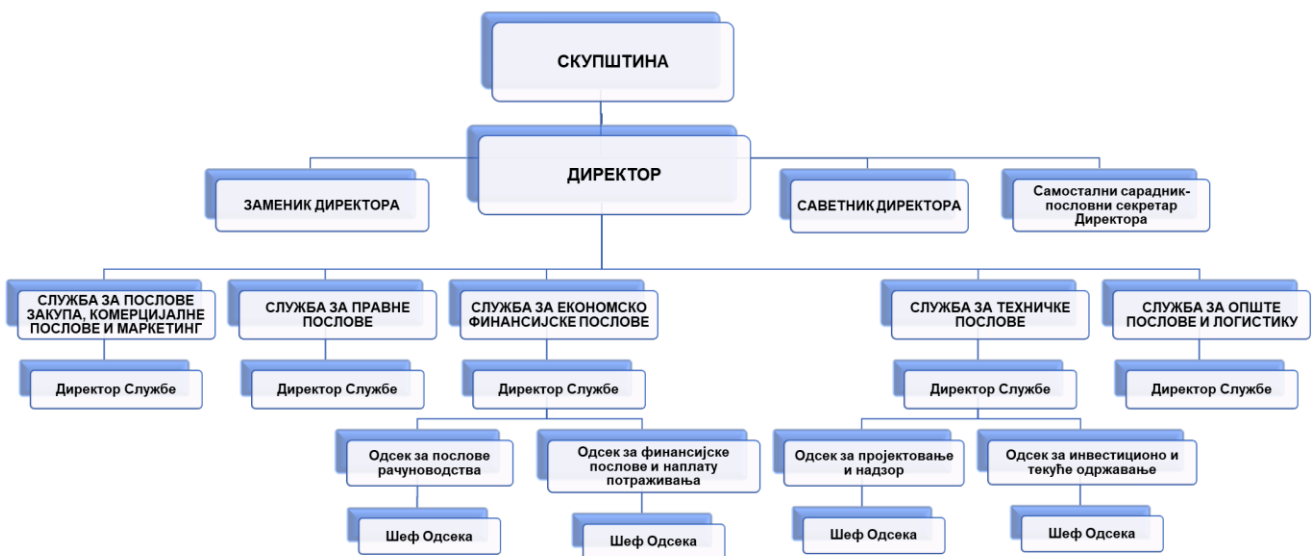 СКУПШТИНА
ДИРЕКТОР
ЗАМЕНИК ДИРЕКТОРА
САВЕТНИК ДИРЕКТОРА
Самостални сарадник-
пословни секретар
Директора
СЛУЖБА ЗА ПОСЛОВЕ
ЗАКУПА, КОМЕРЦИЈАЛНЕ
ПОСЛОВЕ И МАРКЕТИНГ
СЛУЖБА ЗА ПРАВНЕ
ПОСЛОВЕ
СЛУЖБА ЗА ЕКОНОМСКО
ФИНАНСИЈСКЕ ПОСЛОВЕ
СЛУЖБА ЗА ТЕХНИЧКЕ
ПОСЛОВЕ
СЛУЖБА ЗА ОПШТЕ
ПОСЛОВЕ И ЛОГИСТИКУ
Директор Службе
Директор Службе
Директор Службе
Директор Службе
Директор Службе
Одсек за послове
рачуноводства
Одсек за финансијске
послове и наплату
потраживања
Одсек за пројектовање
и надзор
Одсек за инвестиционо и
текуће одржавање
Шеф Одсека
Шеф Одсека
Шеф Одсека
Шеф Одсека